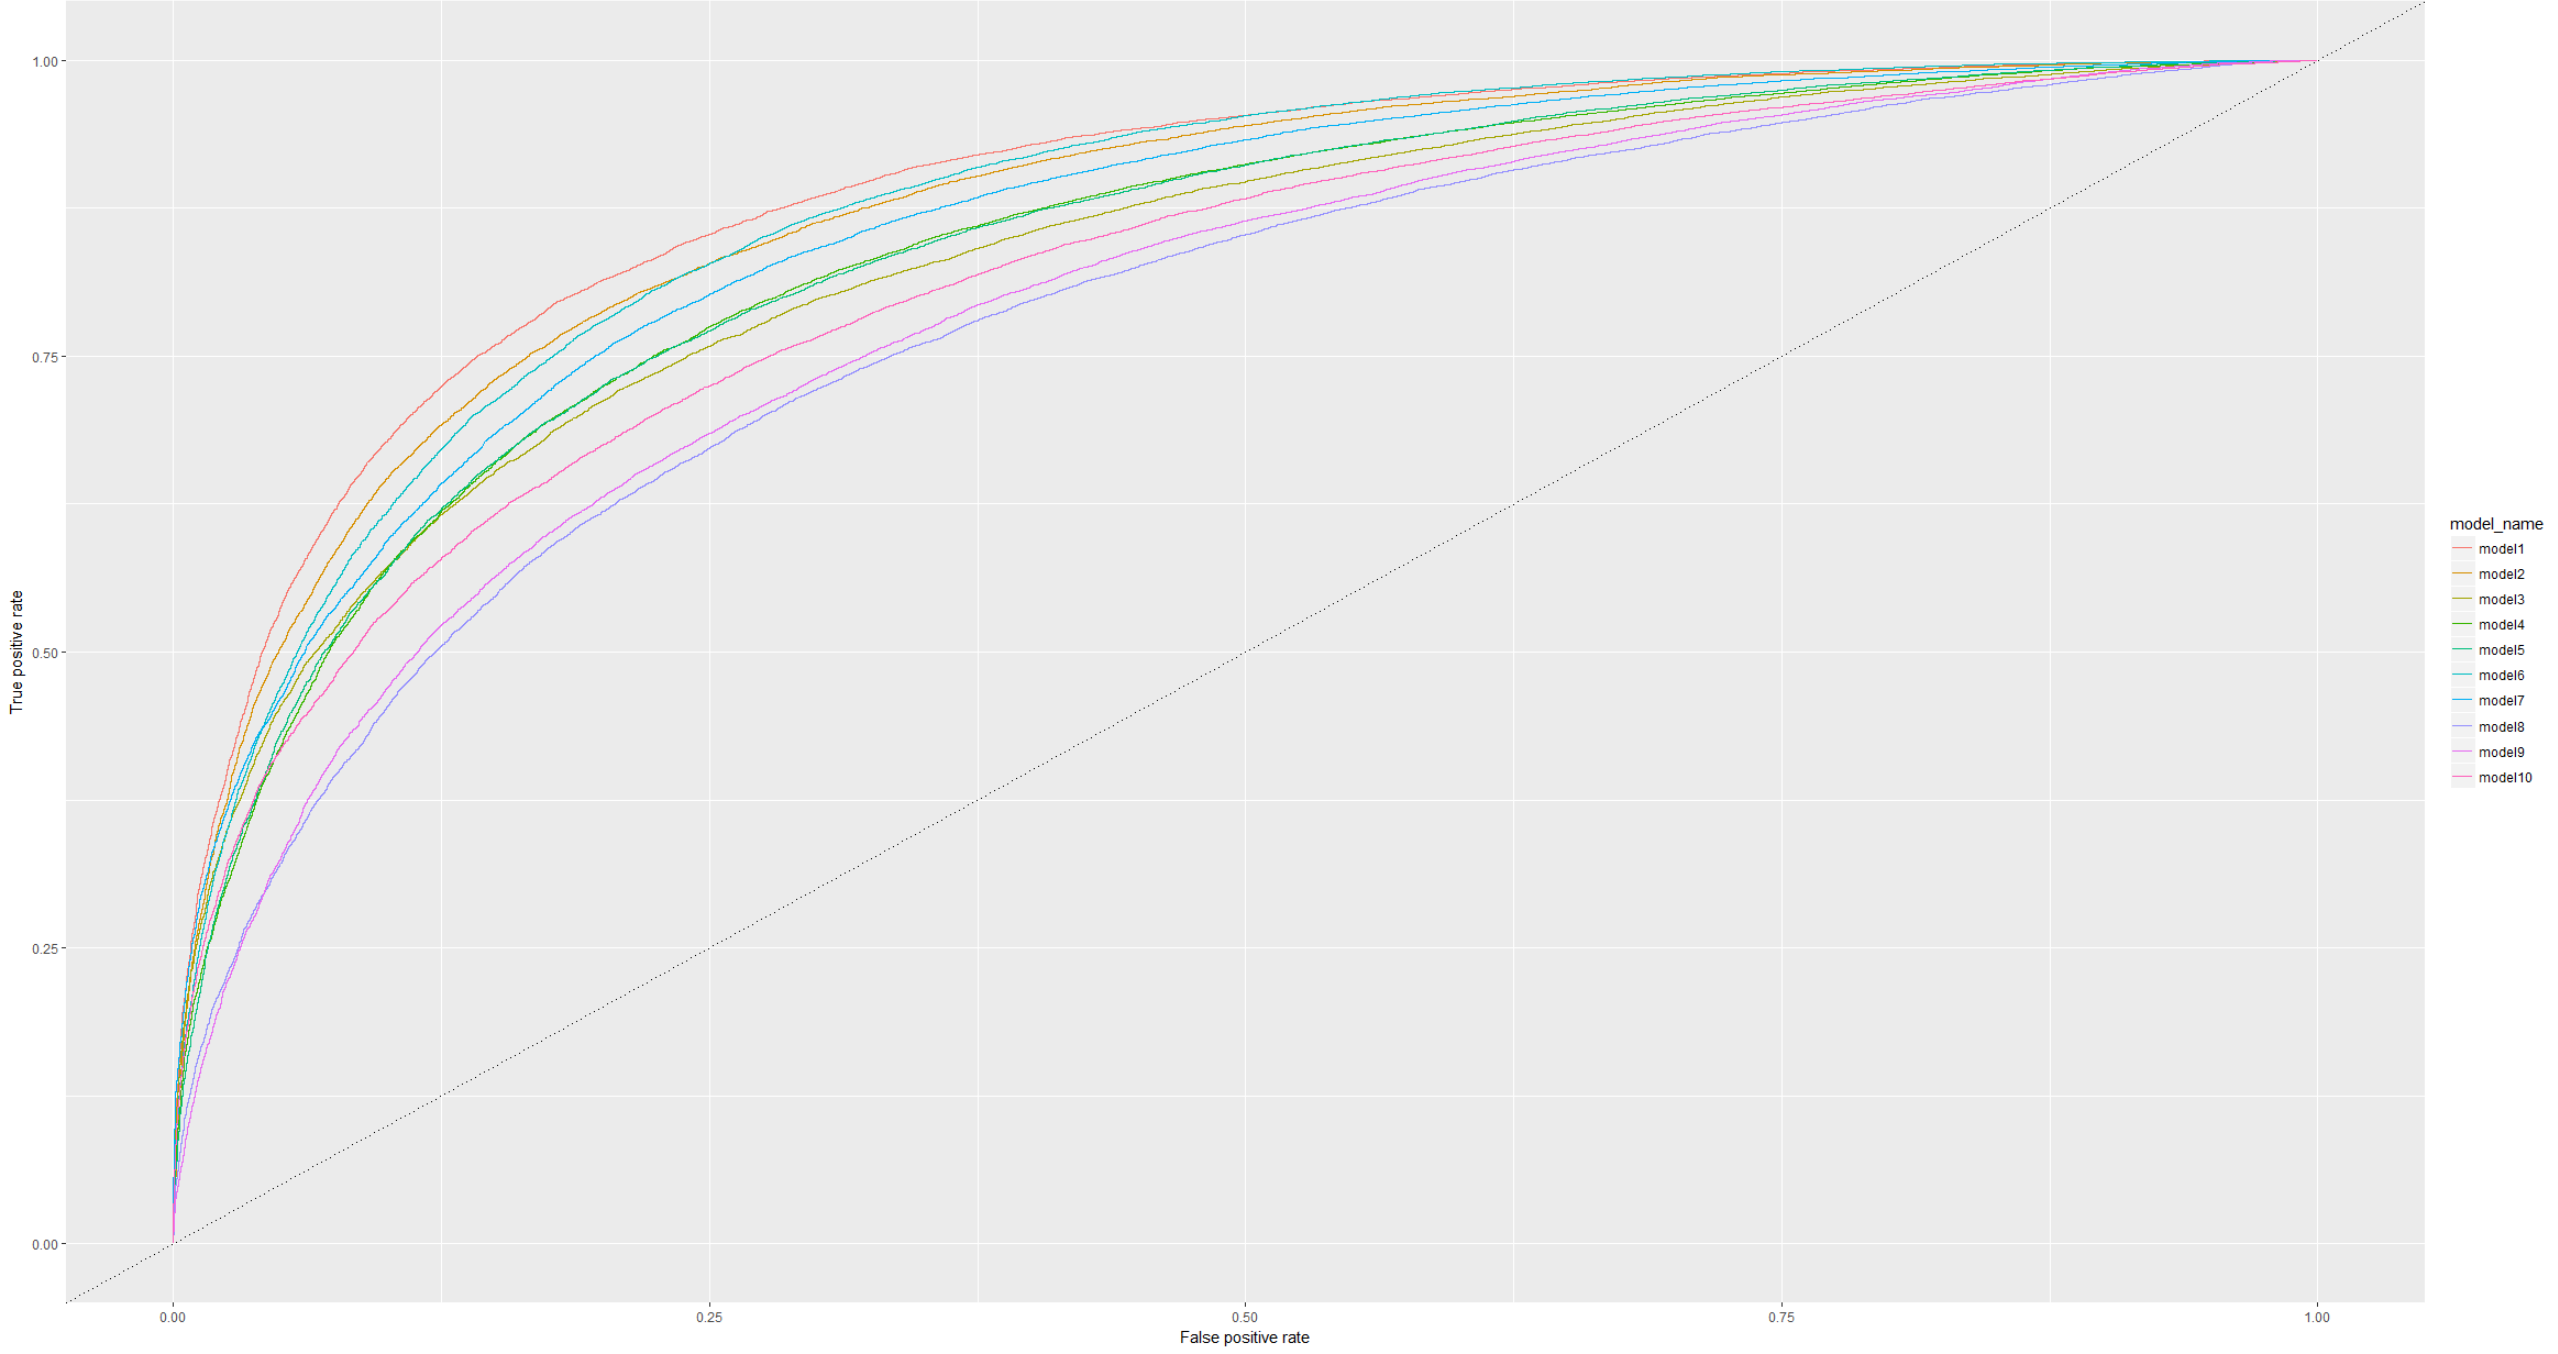 1.00
0.75
0.50
0.25
0.00
True positive rate
0.00 0.25 0.50 0.75 1.00
False positive rate
model_name
model1
model2
model3
model4
model5
model6
model7
model8
model9
model10